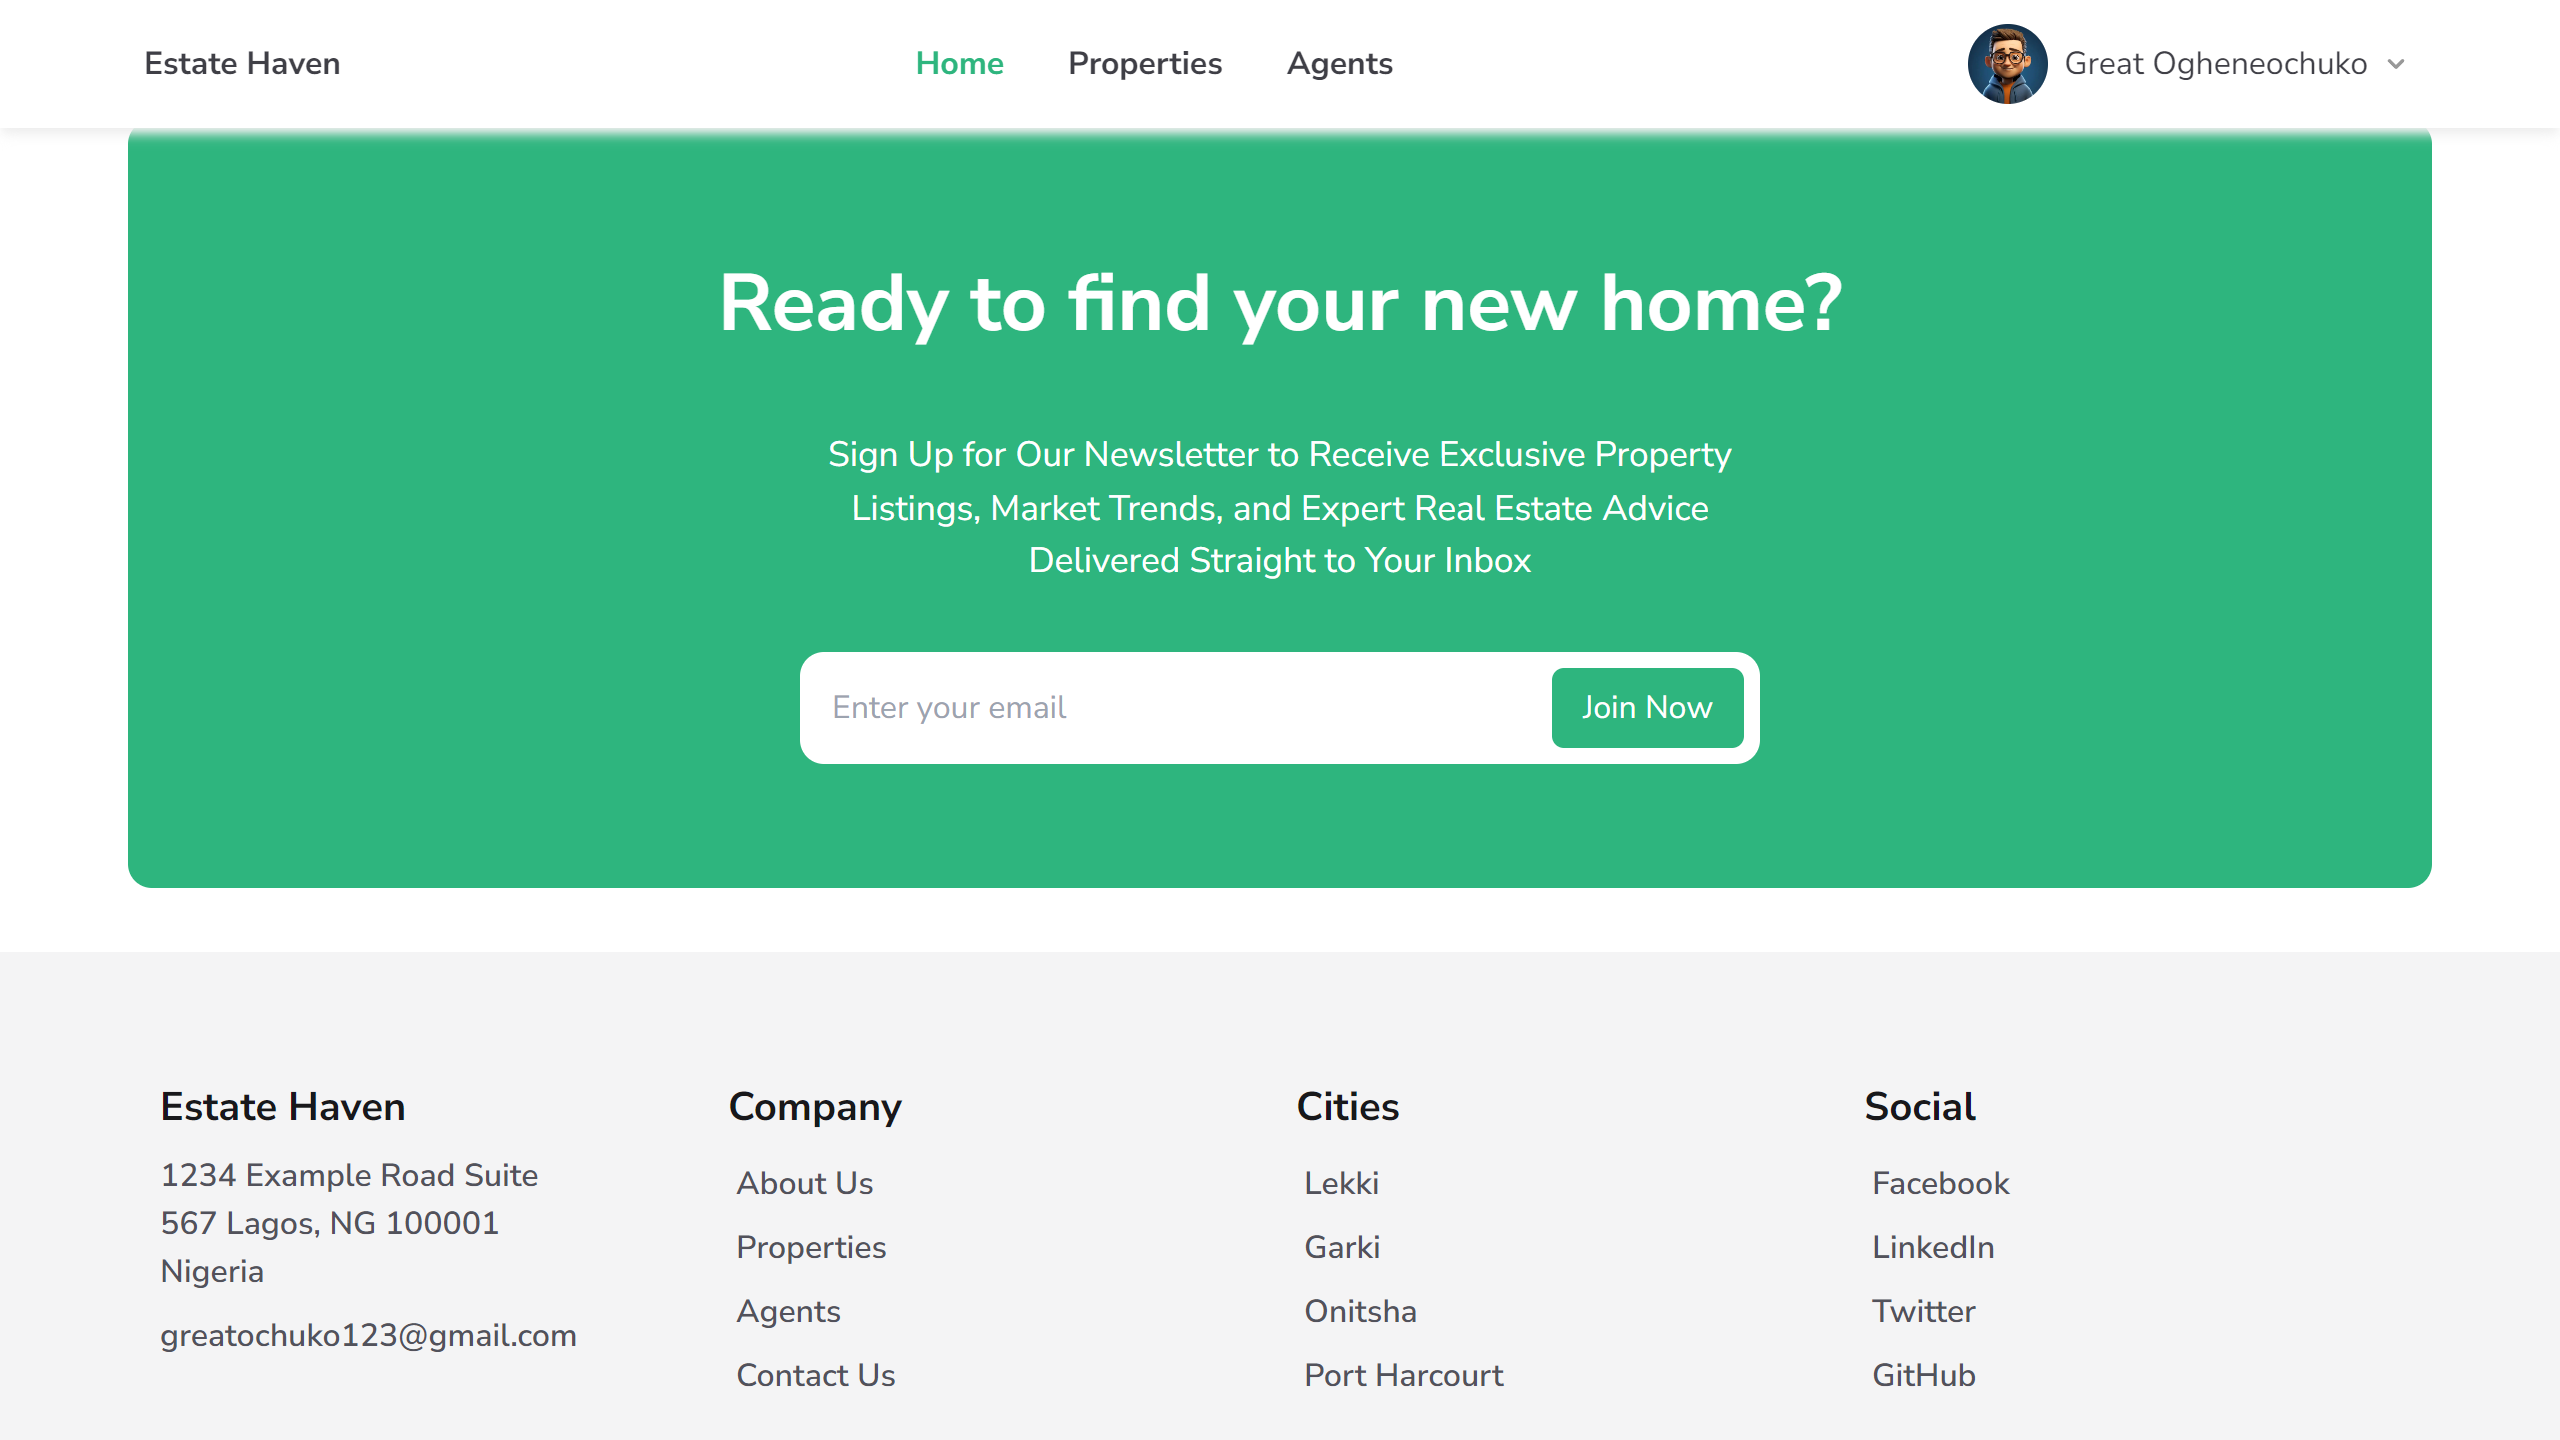 Estate Haven
Home
Properties
Agents
Great Ogheneochuko
Ready to find your new home?
Sign Up for Our Newsletter to Receive Exclusive Property
Listings, Market Trends, and Expert Real Estate Advice
Delivered Straight to Your Inbox
Enter your email
Join Now
Estate Haven
1234 Example Road Suite
567 Lagos, NG 100001
Nigeria
greatochuko123@gmail.com
Company
About Us
Properties
Agents
Contact Us
Cities
Lekki
Garki
Onitsha
Port Harcourt
Social
Facebook
LinkedIn
Twitter
GitHub